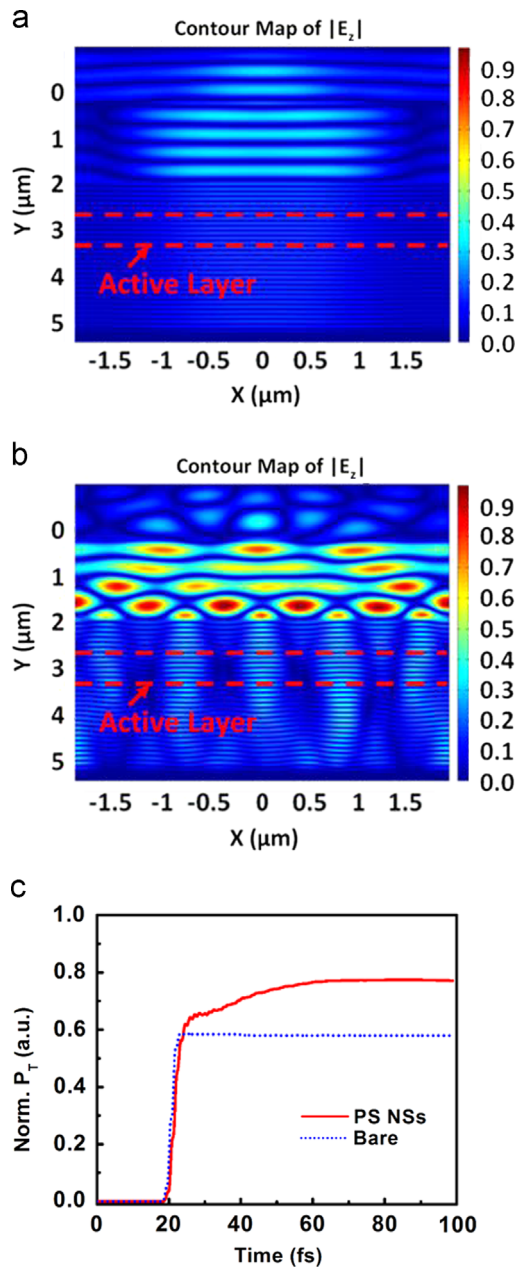 a
Contour Map of |E_z|
0.9
0.8
0.7
0.6
0.5
0.4
0.3
0.2
0.1
0.0
0
1
2
3
4
5
Y (μm)
Active Layer
-1.5 -1 -0.5 0 0.5 1 1.5
X (μm)
b
Contour Map of |E_z|
0.9
0.8
0.7
0.6
0.5
0.4
0.3
0.2
0.1
0.0
0
1
2
3
4
5
Y (μm)
Active Layer
-1.5 -1 -0.5 0 0.5 1 1.5
X (μm)
c
1.0
0.8
0.6
0.4
0.2
0.0
Norm. P_T (a.u.)
PS NSs
Bare
0 20 40 60 80 100
Time (fs)